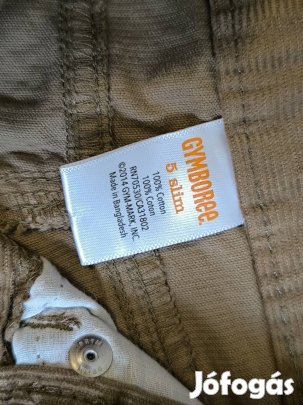 GYMBOREE.
5 slim
100% Cotton
100% Coton
RN70530/CA31802
©2014 GYM-MARK, INC.
Made in Bangladesh
Jófogás